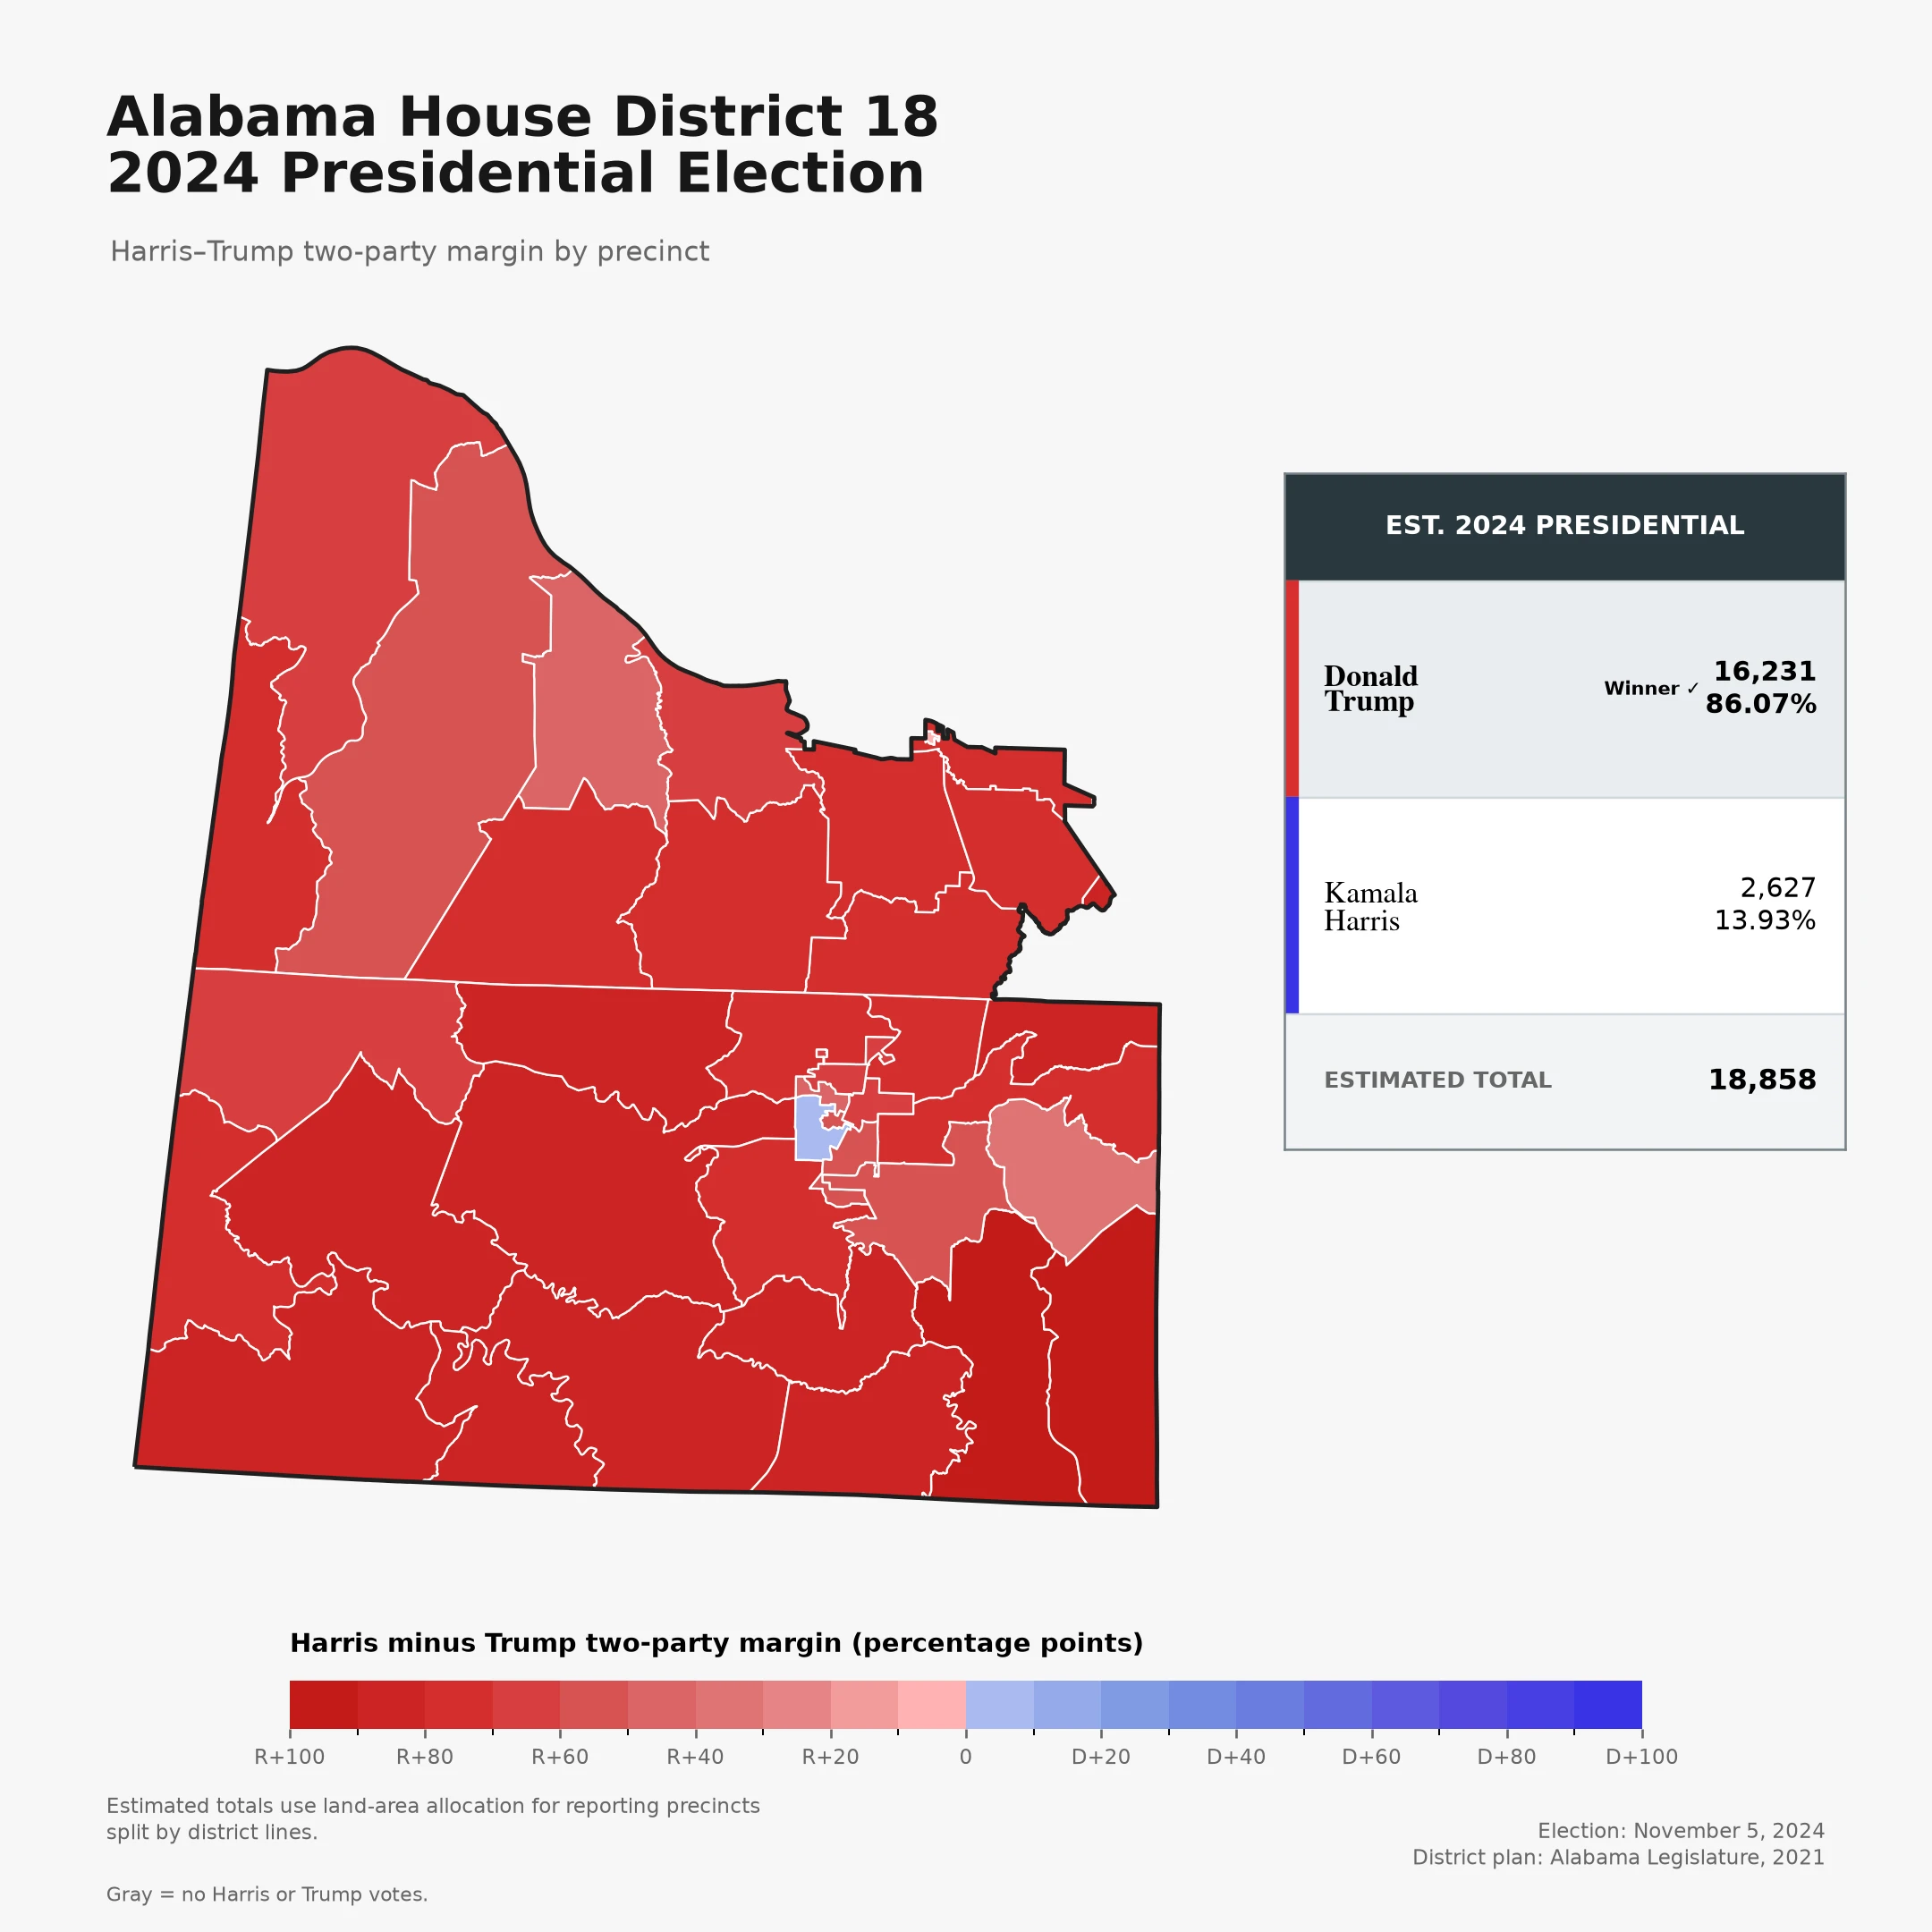 Alabama House District 18
2024 Presidential Election
Harris–Trump two-party margin by precinct
EST. 2024 PRESIDENTIAL
Donald
Trump
Winner ✓
16,231
86.07%
Kamala
Harris
2,627
13.93%
ESTIMATED TOTAL
18,858
Harris minus Trump two-party margin (percentage points)
R+100 R+80 R+60 R+40 R+20 0 D+20 D+40 D+60 D+80 D+100
Estimated totals use land-area allocation for reporting precincts
split by district lines.
Gray = no Harris or Trump votes.
Election: November 5, 2024
District plan: Alabama Legislature, 2021